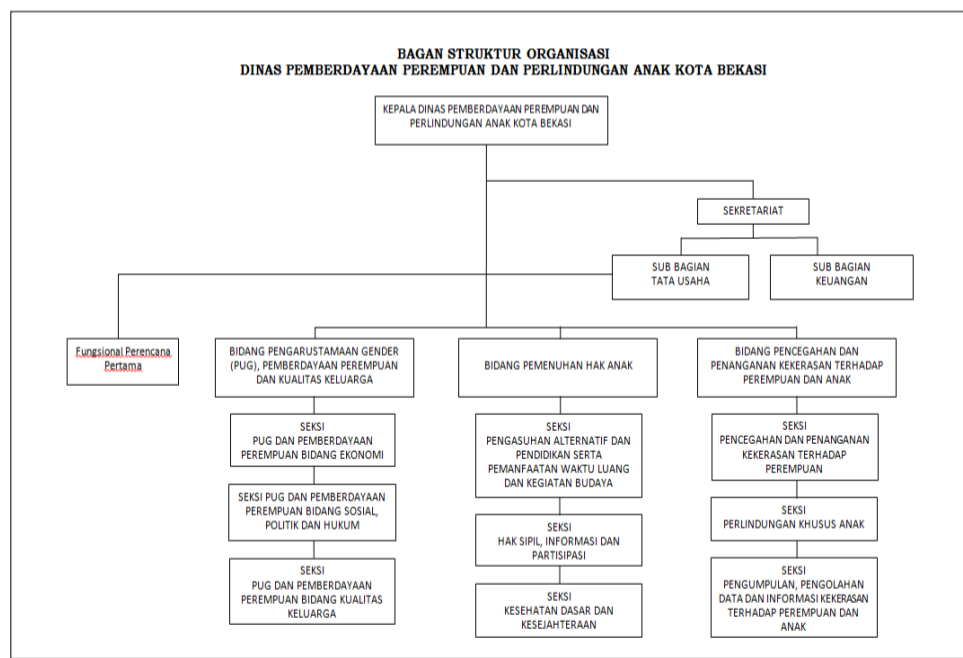 BAGAN STRUKTUR ORGANISASI
DINAS PEMBERDAYAAN PEREMPUAN DAN PERLINDUNGAN ANAK KOTA BEKASI
KEPALA DINAS PEMBERDAYAAN PEREMPUAN DAN
PERLINDUNGAN ANAK KOTA BEKASI
SEKRETARIAT
SUB BAGIAN
TATA USAHA
SUB BAGIAN
KEUANGAN
Fungsional Perencana
Pertama
BIDANG PENGARUSTAMAAN GENDER
(PUG), PEMBERDAYAAN PEREMPUAN
DAN KUALITAS KELUARGA
BIDANG PEMENUHAN HAK ANAK
BIDANG PENCEGAHAN DAN
PENANGANAN KEKERASAN TERHADAP
PEREMPUAN DAN ANAK
SEKSI
PUG DAN PEMBERDAYAAN
PEREMPUAN BIDANG EKONOMI
SEKSI PUG DAN PEMBERDAYAAN
PEREMPUAN BIDANG SOSIAL,
POLITIK DAN HUKUM
SEKSI
PUG DAN PEMBERDAYAAN
PEREMPUAN BIDANG KUALITAS
KELUARGA
SEKSI
PENGASUHAN ALTERNATIF DAN
PENDIDIKAN SERTA
PEMANFAATAN WAKTU LUANG
DAN KEGIATAN BUDAYA
SEKSI
HAK SIPIL, INFORMASI DAN
PARTISIPASI
SEKSI
KESEHATAN DASAR DAN
KESEJAHTERAAN
SEKSI
PENCEGAHAN DAN PENANGANAN
KEKERASAN TERHADAP
PEREMPUAN
SEKSI
PERLINDUNGAN KHUSUS ANAK
SEKSI
PENGUMPULAN, PENGOLAHAN
DATA DAN INFORMASI KEKERASAN
TERHADAP PEREMPUAN DAN
ANAK